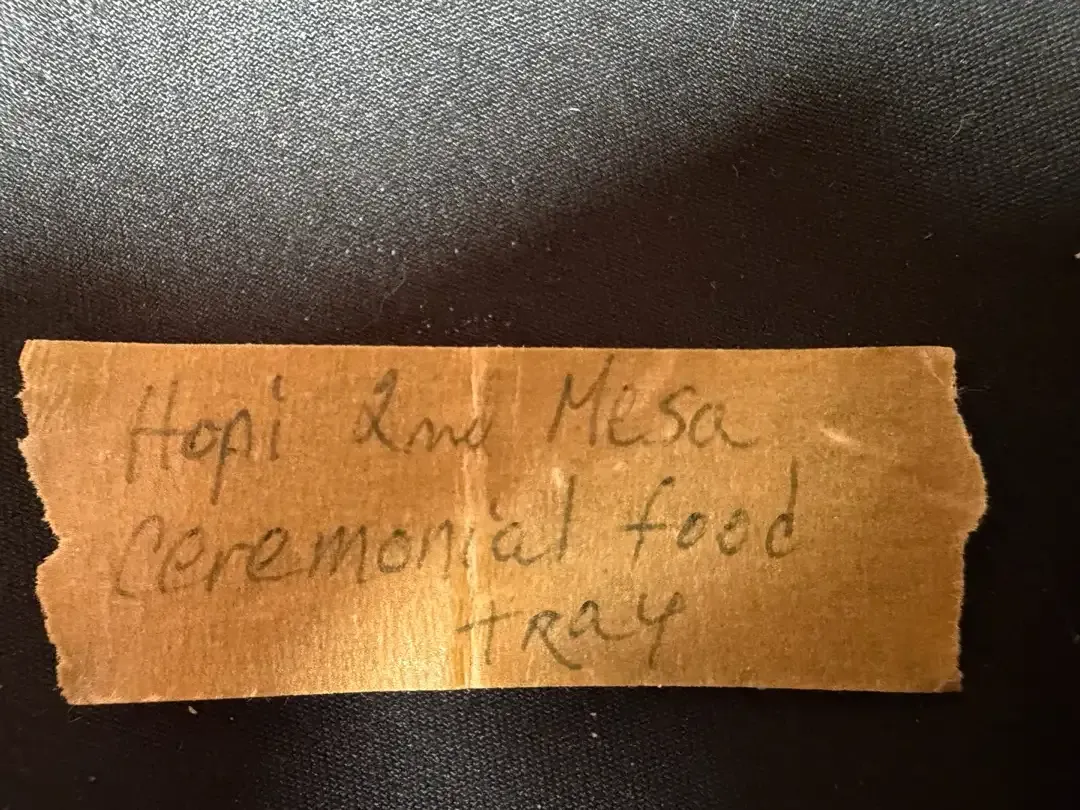 Hopi 2nd Mesa
Ceremonial food
tRay